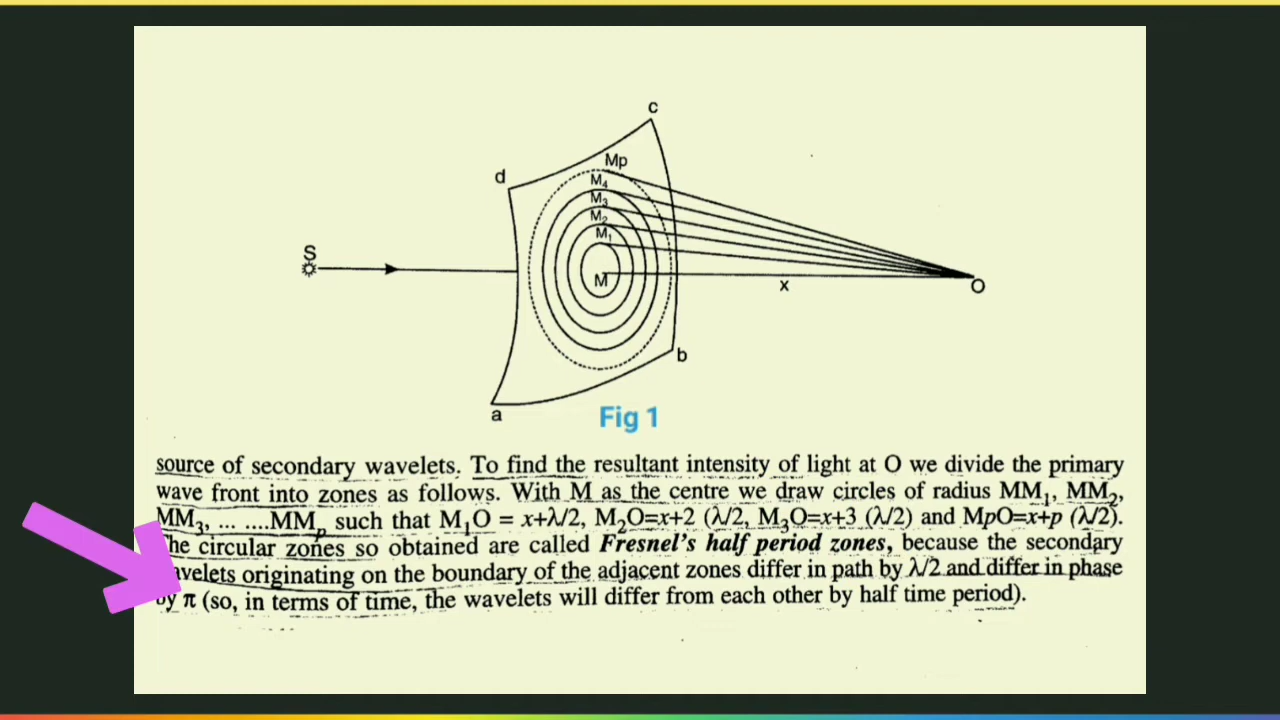 c
d
Mp
M₄
M₃
M₂
M₁
S
M
x
O
b
a
Fig 1
source of secondary wavelets. To find the resultant intensity of light at O we divide the primary
wave front into zones as follows. With M as the centre we draw circles of radius MM₁, MM₂,
MM₃, ... ....MMₚ such that M₁O = x+λ/2, M₂O=x+2 (λ/2, M₃O=x+3 (λ/2) and MpO=x+p (λ/2).
The circular zones so obtained are called Fresnel's half period zones, because the secondary
wavelets originating on the boundary of the adjacent zones differ in path by λ/2 and differ in phase
by π (so, in terms of time, the wavelets will differ from each other by half time period).